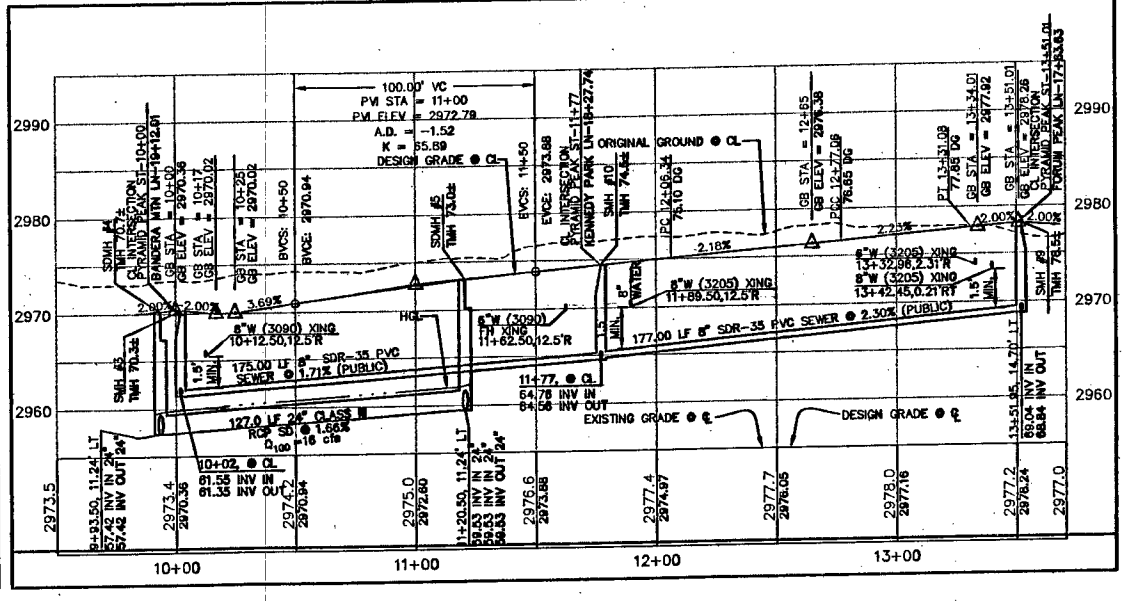 2990
2980
2970
2960
2990
2980
2970
2960
100.00' VC
PVI STA = 11+00
PVI ELEV = 2972.79
A.D. = -1.52
K = 65.89
DESIGN GRADE @ CL
ORIGINAL GROUND @ CL
SDMH #4
TMH 70.7±
CL INTERSECTION
PYRAMID PEAK ST-10+00
BANDERA MTN LN-19+12.01
GB STA = 10+00
GB ELEV = 2970.36
GB STA = 10+17
GB ELEV = 2970.02
GB STA = 10+25
GB ELEV = 2970.02
BVCS: 10+50
BVCE: 2970.94
SDMH #5
TMH 73.0±
EVCS: 11+50
EVCE: 2973.88
CL INTERSECTION
PYRAMID PEAK ST-11+77
KENNEDY PARK LN-18+27.74
SMH #10
TMH 74.5±
PC 12+06.34
75.10 DG
GB STA = 12+65
GB ELEV = 2976.38
PCC 12+77.06
76.65 DG
PT 13+31.08
77.85 DG
GB STA = 13+34.01
GB ELEV = 2977.92
GB STA = 13+51.01
GB ELEV = 2978.26
CL INTERSECTION
PYRAMID PEAK ST-13+51.01
FORUM PEAK LN-17+63.63
2.00%
2.00%
3.69%
2.18%
2.23%
2.00%
2.00%
SMH #3
TMH 70.3±
1.5'
MIN.
8"W (3090) XING
10+12.50,12.5'R
175.00 LF 8" SDR-35 PVC
SEWER @ 1.71% (PUBLIC)
HGL
6"W (3090)
FH XING
11+62.50,12.5'R
1.5'
MIN.
8"
WATER
8"W (3205) XING
11+89.50,12.5'R
177.00 LF 8" SDR-35 PVC SEWER @ 2.30% (PUBLIC)
8"W (3205) XING
13+32.96,2.31'R
8"W (3205) XING
13+42.45,0.21'RT
1.5'
MIN.
SMH #9
TMH 78.5±
127.0 LF 24" CLASS III
RCP SD @ 1.66%
Q100 =16 cfs
11+77, @ CL
64.76 INV IN
64.56 INV OUT
EXISTING GRADE @ ℄
DESIGN GRADE @ ℄
10+02, @ CL
61.55 INV IN
61.35 INV OUT
9+93.50, 11.24' LT
57.42 INV IN 24"
57.42 INV OUT 24"
11+20.50, 11.24' LT
59.53 INV IN 24"
59.53 INV IN 24"
59.53 INV OUT 24"
13+51.95, 14.70' LT
69.04 INV IN
68.84 INV OUT
2973.5
2973.4
2970.36
2974.2
2970.94
2975.0
2972.60
2976.6
2973.88
2977.4
2974.97
2977.7
2976.05
2978.0
2977.16
2977.2
2978.24
2977.0
10+00
11+00
12+00
13+00